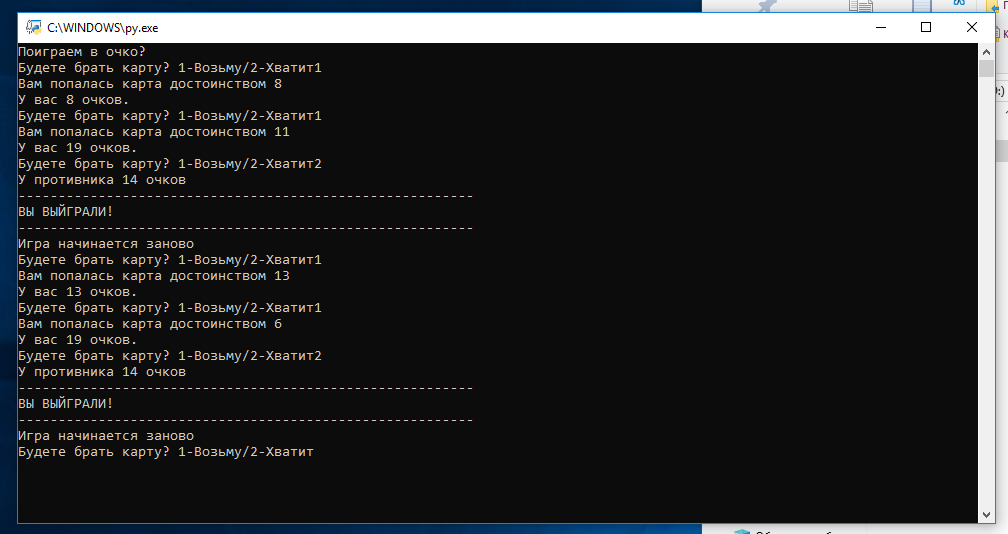 C:\WINDOWS\py.exe
Поиграем в очко?
Будете брать карту? 1-Возьму/2-Хватит1
Вам попалась карта достоинством 8
У вас 8 очков.
Будете брать карту? 1-Возьму/2-Хватит1
Вам попалась карта достоинством 11
У вас 19 очков.
Будете брать карту? 1-Возьму/2-Хватит2
У противника 14 очков
---------------------------------------------------------
ВЫ ВЫЙГРАЛИ!
---------------------------------------------------------
Игра начинается заново
Будете брать карту? 1-Возьму/2-Хватит1
Вам попалась карта достоинством 13
У вас 13 очков.
Будете брать карту? 1-Возьму/2-Хватит1
Вам попалась карта достоинством 6
У вас 19 очков.
Будете брать карту? 1-Возьму/2-Хватит2
У противника 14 очков
---------------------------------------------------------
ВЫ ВЫЙГРАЛИ!
---------------------------------------------------------
Игра начинается заново
Будете брать карту? 1-Возьму/2-Хватит